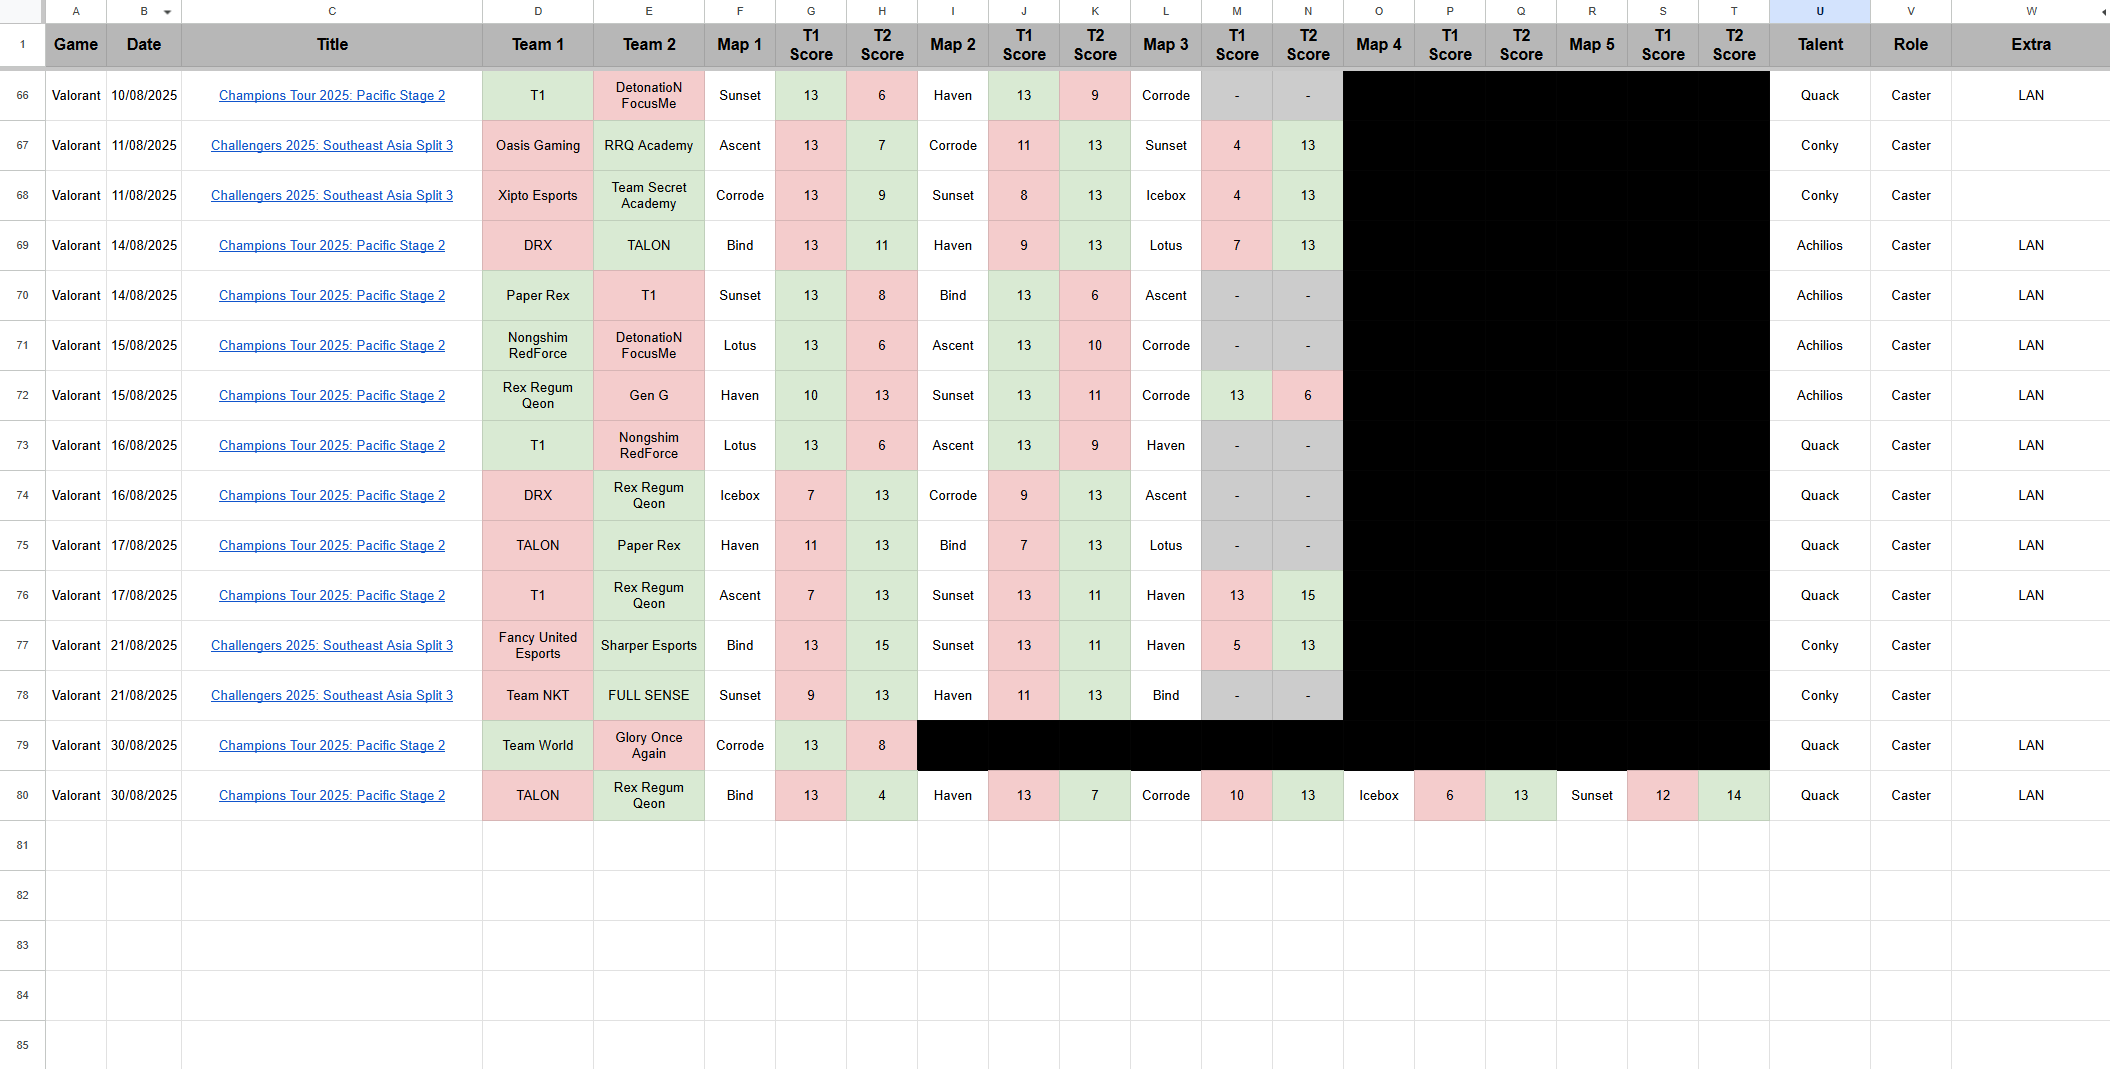 A B C D E F G H I J K L M N O P Q R S T U V W
1 Game Date Title Team 1 Team 2 Map 1 T1 Score T2 Score Map 2 T1 Score T2 Score Map 3 T1 Score T2 Score Map 4 T1 Score T2 Score Map 5 T1 Score T2 Score Talent Role Extra
66 Valorant 10/08/2025 Champions Tour 2025: Pacific Stage 2 T1 DetonatioN FocusMe Sunset 13 6 Haven 13 9 Corrode - - Quack Caster LAN
67 Valorant 11/08/2025 Challengers 2025: Southeast Asia Split 3 Oasis Gaming RRQ Academy Ascent 13 7 Corrode 11 13 Sunset 4 13 Conky Caster
68 Valorant 11/08/2025 Challengers 2025: Southeast Asia Split 3 Xipto Esports Team Secret Academy Corrode 13 9 Sunset 8 13 Icebox 4 13 Conky Caster
69 Valorant 14/08/2025 Champions Tour 2025: Pacific Stage 2 DRX TALON Bind 13 11 Haven 9 13 Lotus 7 13 Achilios Caster LAN
70 Valorant 14/08/2025 Champions Tour 2025: Pacific Stage 2 Paper Rex T1 Sunset 13 8 Bind 13 6 Ascent - - Achilios Caster LAN
71 Valorant 15/08/2025 Champions Tour 2025: Pacific Stage 2 Nongshim RedForce DetonatioN FocusMe Lotus 13 6 Ascent 13 10 Corrode - - Achilios Caster LAN
72 Valorant 15/08/2025 Champions Tour 2025: Pacific Stage 2 Rex Regum Qeon Gen G Haven 10 13 Sunset 13 11 Corrode 13 6 Achilios Caster LAN
73 Valorant 16/08/2025 Champions Tour 2025: Pacific Stage 2 T1 Nongshim RedForce Lotus 13 6 Ascent 13 9 Haven - - Quack Caster LAN
74 Valorant 16/08/2025 Champions Tour 2025: Pacific Stage 2 DRX Rex Regum Qeon Icebox 7 13 Corrode 9 13 Ascent - - Quack Caster LAN
75 Valorant 17/08/2025 Champions Tour 2025: Pacific Stage 2 TALON Paper Rex Haven 11 13 Bind 7 13 Lotus - - Quack Caster LAN
76 Valorant 17/08/2025 Champions Tour 2025: Pacific Stage 2 T1 Rex Regum Qeon Ascent 7 13 Sunset 13 11 Haven 13 15 Quack Caster LAN
77 Valorant 21/08/2025 Challengers 2025: Southeast Asia Split 3 Fancy United Esports Sharper Esports Bind 13 15 Sunset 13 11 Haven 5 13 Conky Caster
78 Valorant 21/08/2025 Challengers 2025: Southeast Asia Split 3 Team NKT FULL SENSE Sunset 9 13 Haven 11 13 Bind - - Conky Caster
79 Valorant 30/08/2025 Champions Tour 2025: Pacific Stage 2 Team World Glory Once Again Corrode 13 8 Quack Caster LAN
80 Valorant 30/08/2025 Champions Tour 2025: Pacific Stage 2 TALON Rex Regum Qeon Bind 13 4 Haven 13 7 Corrode 10 13 Icebox 6 13 Sunset 12 14 Quack Caster LAN
81
82
83
84
85